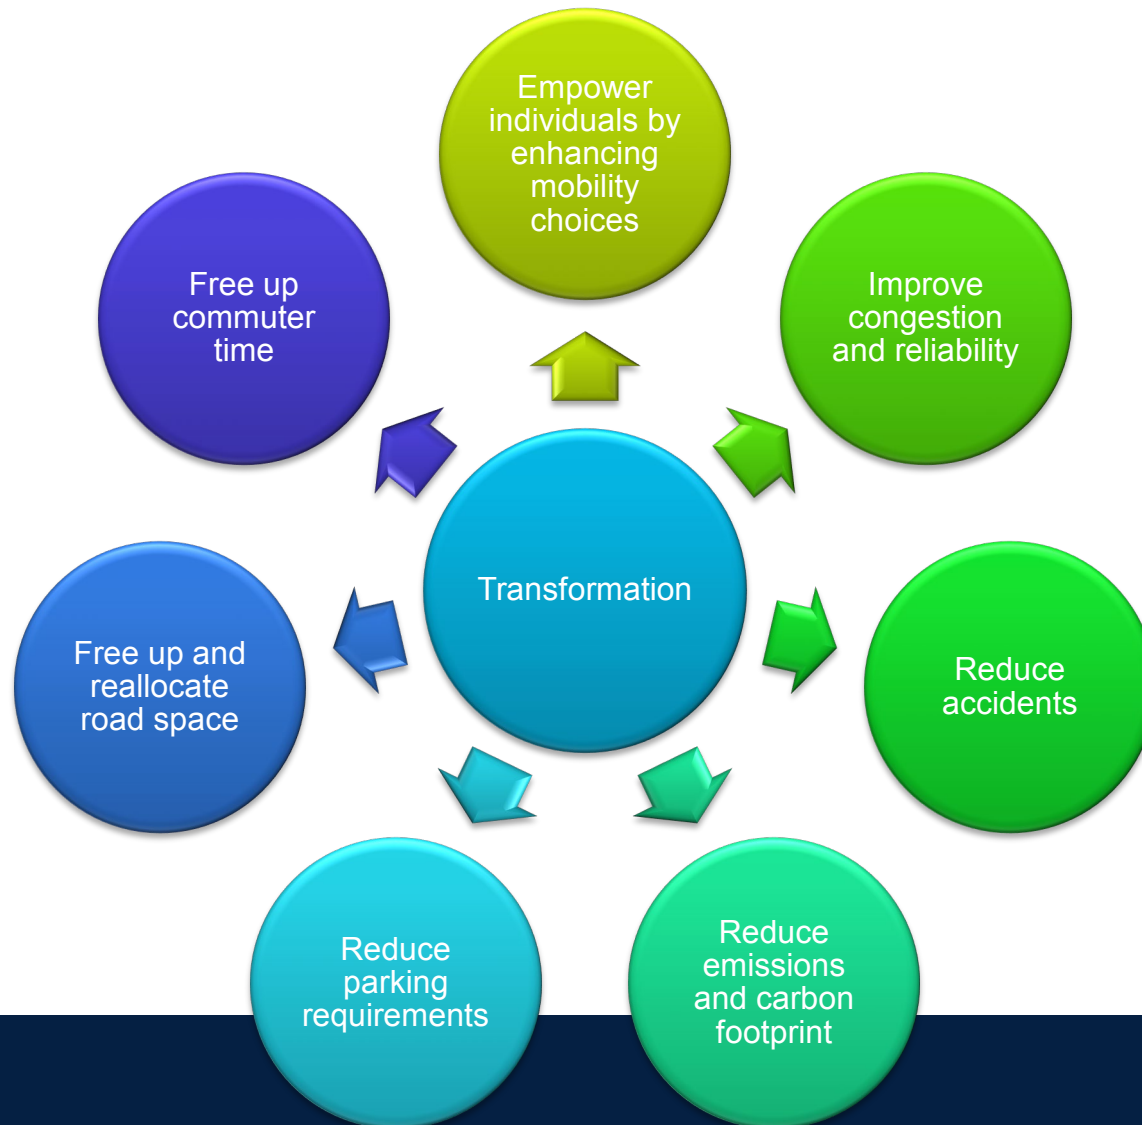 Empower
individuals by
enhancing
mobility
choices
Improve
congestion
and reliability
Reduce
accidents
Reduce
emissions
and carbon
footprint
Reduce
parking
requirements
Free up and
reallocate
road space
Free up
commuter
time
Transformation